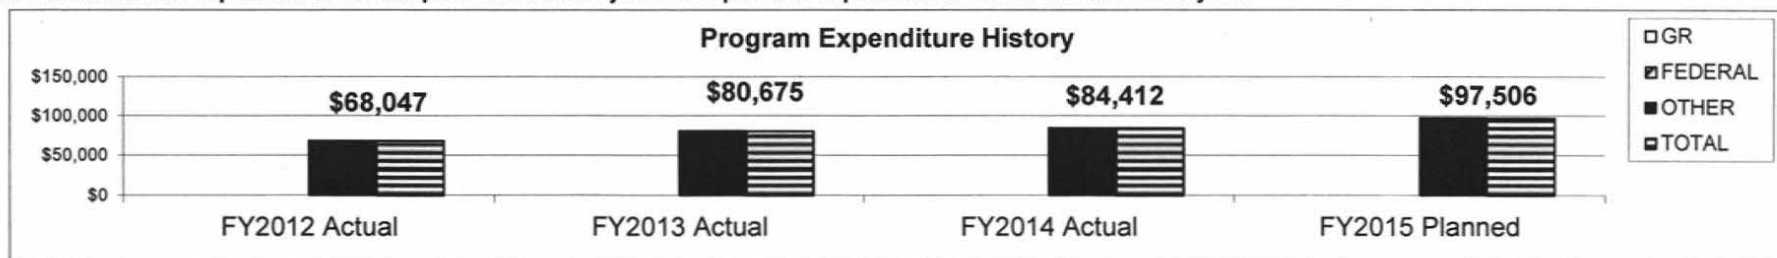 Program Expenditure History
GR
FEDERAL
OTHER
TOTAL
$150,000
$100,000
$50,000
$0
$68,047
$80,675
$84,412
$97,506
FY2012 Actual
FY2013 Actual
FY2014 Actual
FY2015 Planned